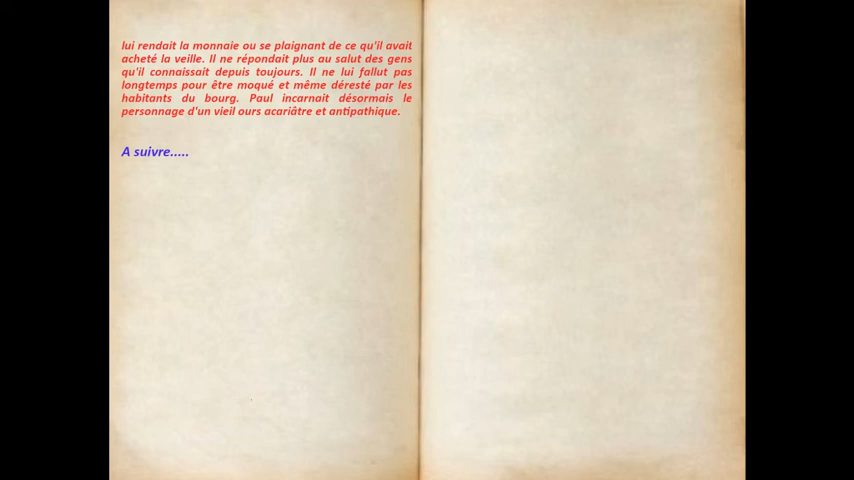 lui rendait la monnaie ou se plaignant de ce qu'il avait
acheté la veille. Il ne répondait plus au salut des gens
qu'il connaissait depuis toujours. Il ne lui fallut pas
longtemps pour être moqué et même déresté par les
habitants du bourg. Paul incarnait désormais le
personnage d'un vieil ours acariâtre et antipathique.
A suivre.....